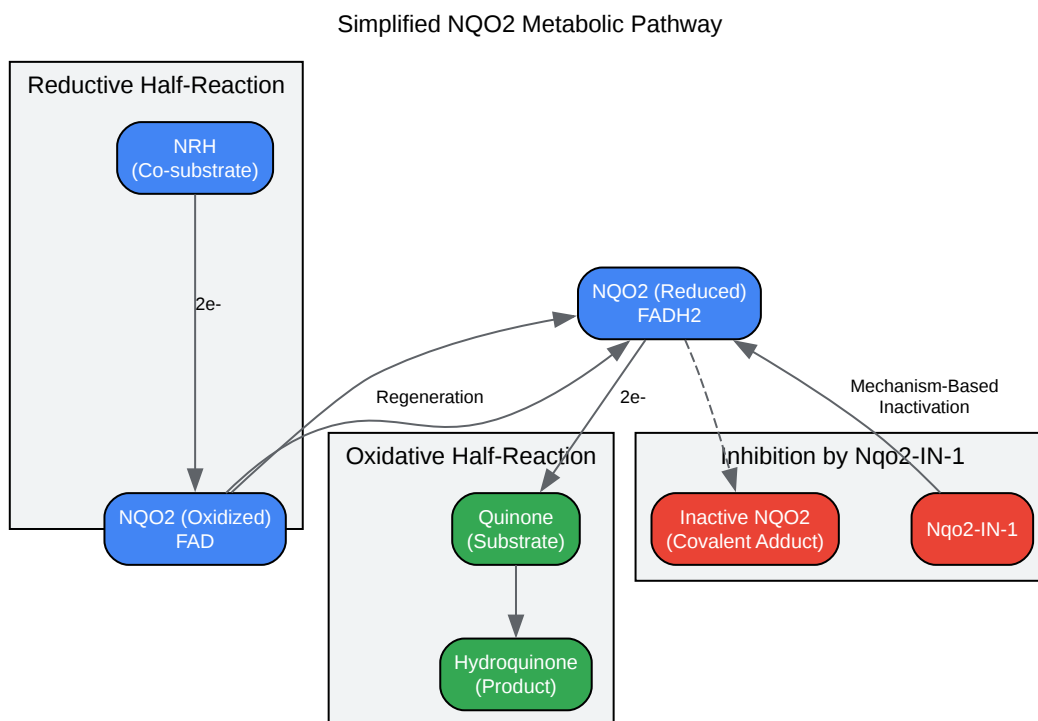 Simplified NQO2 Metabolic Pathway
Reductive Half-Reaction
NRH
(Co-substrate)
2e-
NQO2 (Reduced)
FADH2
Regeneration
2e-
Mechanism-Based
Inactivation
Oxidative Half-Reaction
Inhibition by Nqo2-IN-1
NQO2 (Oxidized)
FAD
Quinone
(Substrate)
Inactive NQO2
(Covalent Adduct)
Nqo2-IN-1
Hydroquinone
(Product)